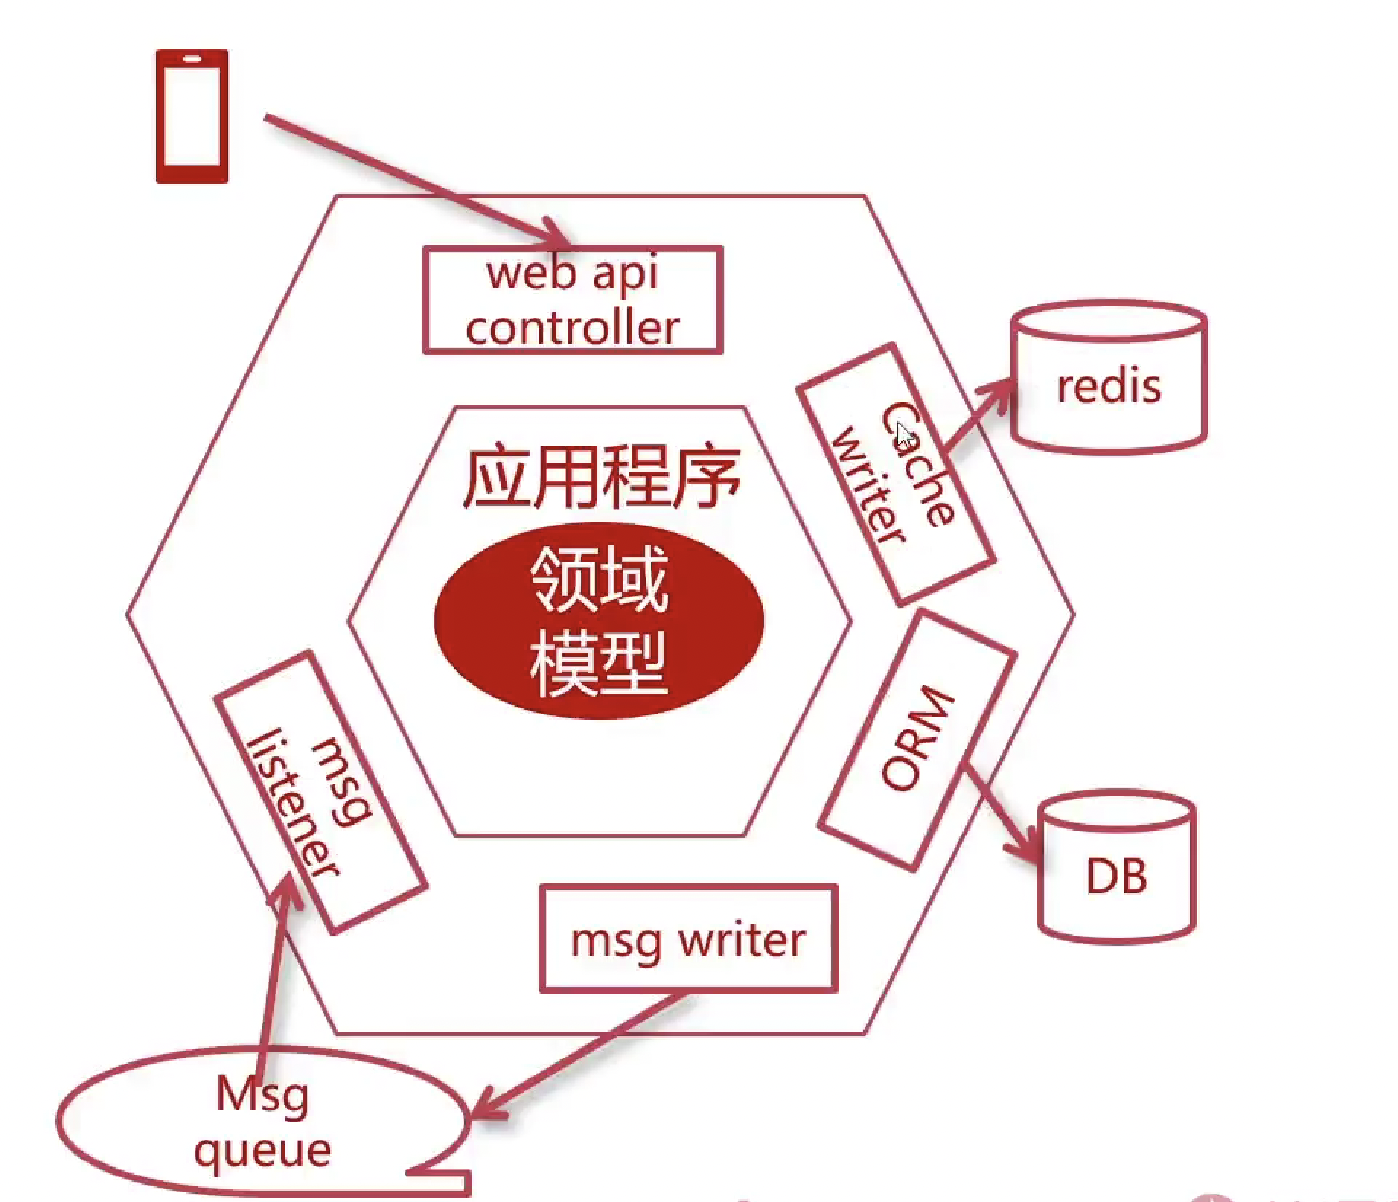 web api
controller
Cache
writer
redis
应用程序
领域
模型
msg
listener
ORM
DB
msg writer
Msg
queue